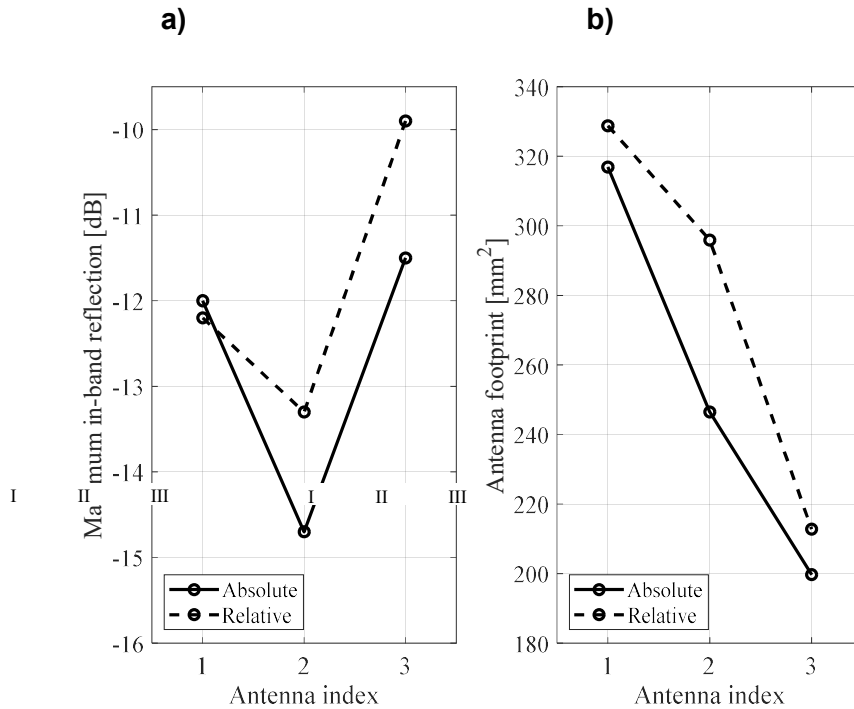 a)
b)
Ma mum in-band reflection [dB]
-10
-11
-12
-13
-14
-15
-16
I II III I II III
Absolute
Relative
1 2 3
Antenna index
Antenna footprint [mm²]
340
320
300
280
260
240
220
200
180
Absolute
Relative
1 2 3
Antenna index